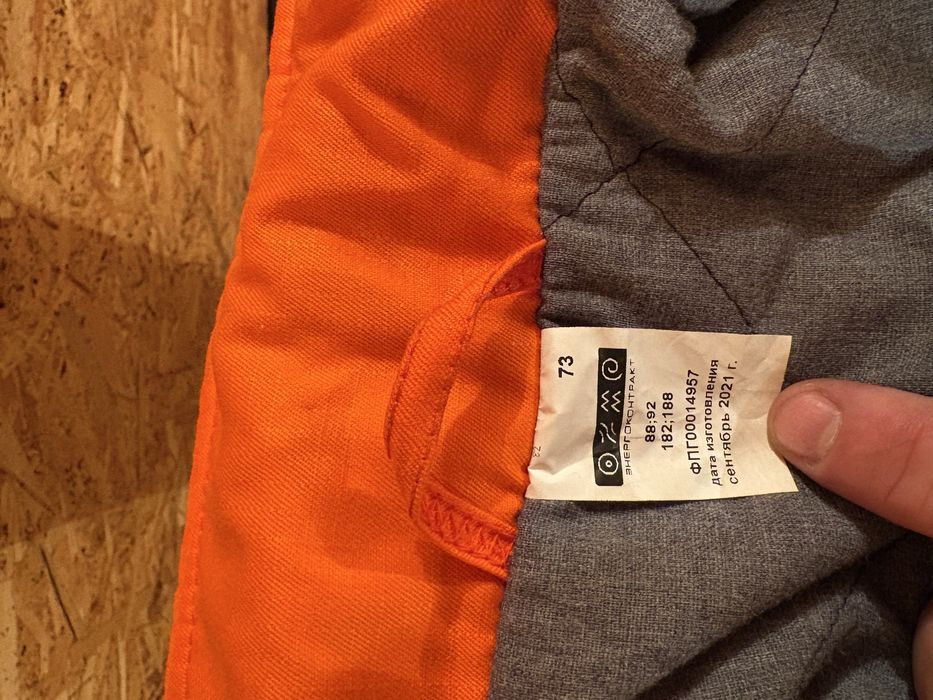 73
ЭНЕРГОКОНТРАКТ
88;92
182;188
ФПГ00014957
дата изготовления
сентябрь 2021 г.